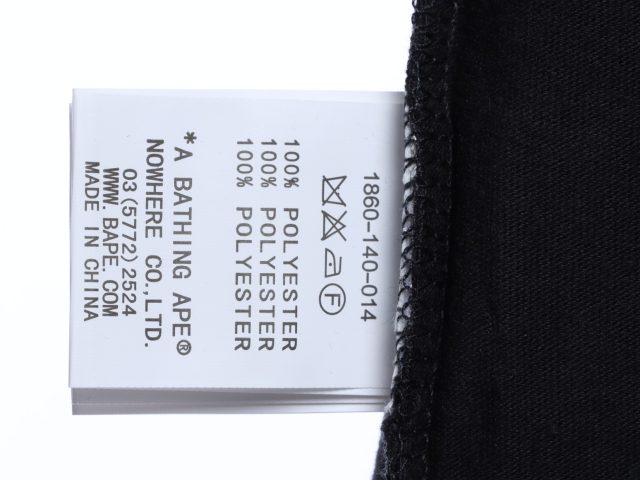 1860-140-014
F
100% POLYESTER
100% POLYESTER
100% POLYESTER
*A BATHING APE®
NOWHERE CO.,LTD.
03(5772)2524
WWW.BAPE.COM
MADE IN CHINA